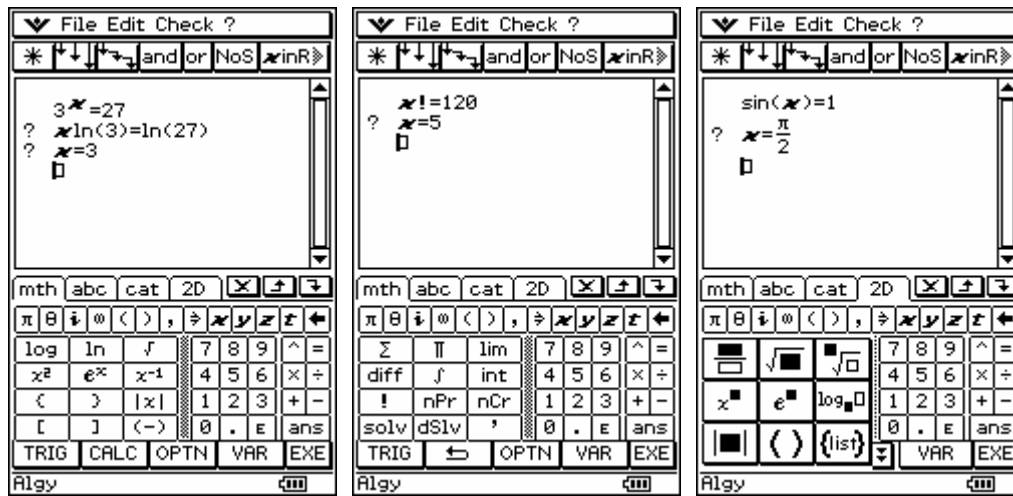 File Edit Check ?
and or NoS xinR
3^x=27
? xln(3)=ln(27)
? x=3
mth abc cat 2D
π θ i ∞ ( ) , ⇒ x y z t ←
log ln √ 7 8 9 ^ =
x² eˣ x⁻¹ 4 5 6 × ÷
{ } |x| 1 2 3 + −
[ ] (−) 0 . E ans
TRIG CALC OPTN VAR EXE
Algy
File Edit Check ?
and or NoS xinR
x!=120
? x=5
mth abc cat 2D
π θ i ∞ ( ) , ⇒ x y z t ←
Σ Π lim 7 8 9 ^ =
diff ∫ int 4 5 6 × ÷
! nPr nCr 1 2 3 + −
solv dSlv ' 0 . E ans
TRIG OPTN VAR EXE
Algy
File Edit Check ?
and or NoS xinR
sin(x)=1
? x=π/2
mth abc cat 2D
π θ i ∞ ( ) , ⇒ x y z t ←
√■ ■√□ 7 8 9 ^ =
x■ e■ log■□ 4 5 6 × ÷
|■| ( ) {list} 1 2 3 + −
0 . E ans
VAR EXE
Algy